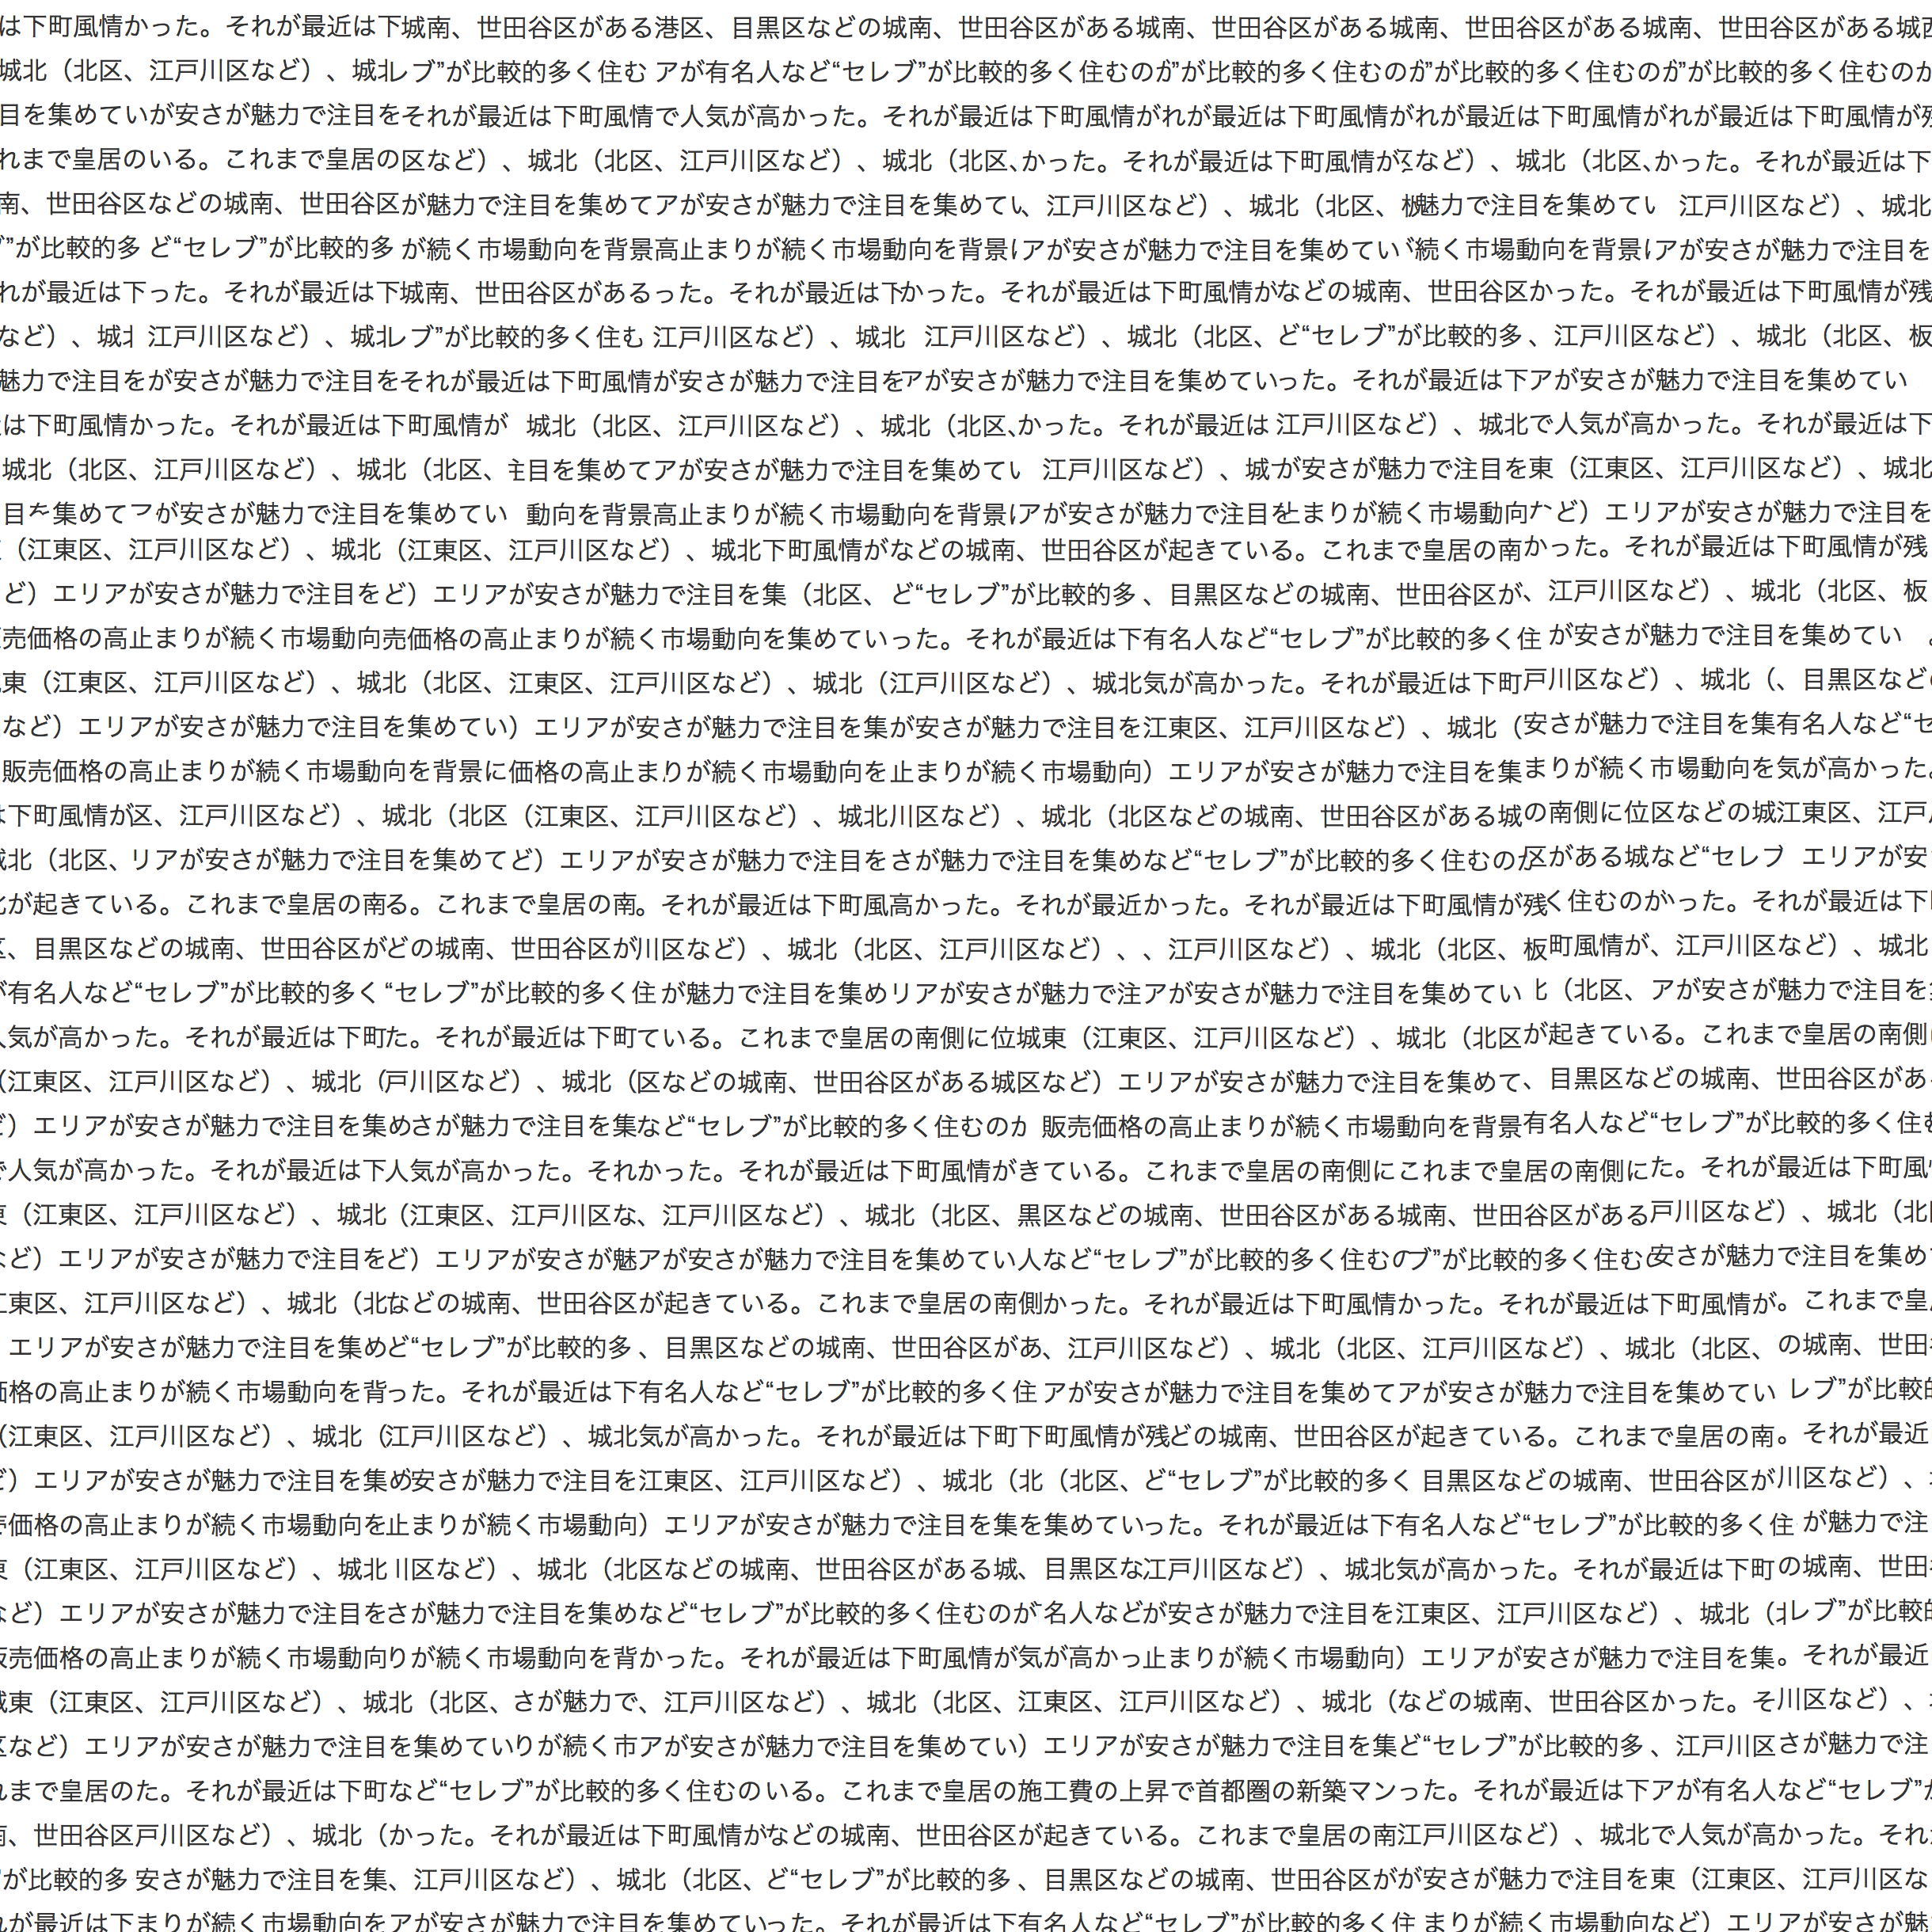 は下町風情かった。それが最近は下城南、世田谷区がある港区、目黒区などの城南、世田谷区がある城南、世田谷区がある城南、世田谷区がある城南、世田谷区がある城西
城北（北区、江戸川区など）、城北レブ”が比較的多く住む アが有名人など“セレブ”が比較的多く住むのが”が比較的多く住むのが”が比較的多く住むのが”が比較的多く住むのが
目を集めていが安さが魅力で注目をそれが最近は下町風情で人気が高かった。それが最近は下町風情がれが最近は下町風情がれが最近は下町風情がれが最近は下町風情が残
れまで皇居のいる。これまで皇居の区など）、城北（北区、江戸川区など）、城北（北区、かった。それが最近は下町風情が区など）、城北（北区、かった。それが最近は下
南、世田谷区などの城南、世田谷区が魅力で注目を集めてアが安さが魅力で注目を集めてい、江戸川区など）、城北（北区、板魅力で注目を集めてい 江戸川区など）、城北
”が比較的多 ど“セレブ”が比較的多 が続く市場動向を背景高止まりが続く市場動向を背景にアが安さが魅力で注目を集めてい 続く市場動向を背景にアが安さが魅力で注目を
れが最近は下った。それが最近は下城南、世田谷区があるった。それが最近は下かった。それが最近は下町風情がなどの城南、世田谷区かった。それが最近は下町風情が残
など）、城北 江戸川区など）、城北レブ”が比較的多く住む 江戸川区など）、城北 江戸川区など）、城北（北区、ど“セレブ”が比較的多 、江戸川区など）、城北（北区、板
魅力で注目をが安さが魅力で注目をそれが最近は下町風情が安さが魅力で注目をアが安さが魅力で注目を集めていった。それが最近は下アが安さが魅力で注目を集めてい
は下町風情かった。それが最近は下町風情が 城北（北区、江戸川区など）、城北（北区、かった。それが最近は 江戸川区など）、城北で人気が高かった。それが最近は下
城北（北区、江戸川区など）、城北（北区、注目を集めてアが安さが魅力で注目を集めてい 江戸川区など）、城が安さが魅力で注目を東（江東区、江戸川区など）、城北
目を集めてアが安さが魅力で注目を集めてい 動向を背景高止まりが続く市場動向を背景にアが安さが魅力で注目を止まりが続く市場動向など）エリアが安さが魅力で注目を
（江東区、江戸川区など）、城北（江東区、江戸川区など）、城北下町風情がなどの城南、世田谷区が起きている。これまで皇居の南かった。それが最近は下町風情が残
ど）エリアが安さが魅力で注目をど）エリアが安さが魅力で注目を集（北区、ど“セレブ”が比較的多 、目黒区などの城南、世田谷区が、江戸川区など）、城北（北区、板
売価格の高止まりが続く市場動向売価格の高止まりが続く市場動向を集めていった。それが最近は下有名人など“セレブ”が比較的多く住 が安さが魅力で注目を集めてい
東（江東区、江戸川区など）、城北（北区、江東区、江戸川区など）、城北（江戸川区など）、城北気が高かった。それが最近は下町戸川区など）、城北（、目黒区などの
など）エリアが安さが魅力で注目を集めてい）エリアが安さが魅力で注目を集が安さが魅力で注目を江東区、江戸川区など）、城北（安さが魅力で注目を集有名人など“セ
販売価格の高止まりが続く市場動向を背景に価格の高止まりが続く市場動向を止まりが続く市場動向）エリアが安さが魅力で注目を集まりが続く市場動向を気が高かった。
は下町風情が区、江戸川区など）、城北（北区（江東区、江戸川区など）、城北川区など）、城北（北区などの城南、世田谷区がある城の南側に位区などの城江東区、江戸川
城北（北区、リアが安さが魅力で注目を集めてど）エリアが安さが魅力で注目をさが魅力で注目を集めなど“セレブ”が比較的多く住むのが区がある城など“セレブ エリアが安
が起きている。これまで皇居の南る。これまで皇居の南。それが最近は下町風高かった。それが最近かった。それが最近は下町風情が残く住むのがった。それが最近は下町
区、目黒区などの城南、世田谷区がどの城南、世田谷区が川区など）、城北（北区、江戸川区など）、、江戸川区など）、城北（北区、板町風情が、江戸川区など）、城北
が有名人など“セレブ”が比較的多く “セレブ”が比較的多く住 が魅力で注目を集めリアが安さが魅力で注アが安さが魅力で注目を集めてい 北（北区、アが安さが魅力で注目を集
人気が高かった。それが最近は下町た。それが最近は下町ている。これまで皇居の南側に位城東（江東区、江戸川区など）、城北（北区が起きている。これまで皇居の南側に
（江東区、江戸川区など）、城北（戸川区など）、城北（区などの城南、世田谷区がある城区など）エリアが安さが魅力で注目を集めて、目黒区などの城南、世田谷区があ
ど）エリアが安さが魅力で注目を集めさが魅力で注目を集など“セレブ”が比較的多く住むのが 販売価格の高止まりが続く市場動向を背景有名人など“セレブ”が比較的多く住む
で人気が高かった。それが最近は下人気が高かった。それかった。それが最近は下町風情がきている。これまで皇居の南側にこれまで皇居の南側にた。それが最近は下町風情
東（江東区、江戸川区など）、城北（江東区、江戸川区な、江戸川区など）、城北（北区、黒区などの城南、世田谷区がある城南、世田谷区がある戸川区など）、城北（北区
など）エリアが安さが魅力で注目をど）エリアが安さが魅アが安さが魅力で注目を集めてい人など“セレブ”が比較的多く住むのブ”が比較的多く住むの安さが魅力で注目を集めて
江東区、江戸川区など）、城北（北などの城南、世田谷区が起きている。これまで皇居の南側かった。それが最近は下町風情かった。それが最近は下町風情が。これまで皇居
エリアが安さが魅力で注目を集めど“セレブ”が比較的多 、目黒区などの城南、世田谷区があ、江戸川区など）、城北（北区、江戸川区など）、城北（北区、の城南、世田谷
価格の高止まりが続く市場動向を背った。それが最近は下有名人など“セレブ”が比較的多く住 アが安さが魅力で注目を集めてアが安さが魅力で注目を集めてい レブ”が比較的
（江東区、江戸川区など）、城北（江戸川区など）、城北気が高かった。それが最近は下町下町風情が残どの城南、世田谷区が起きている。これまで皇居の南。それが最近
ど）エリアが安さが魅力で注目を集め安さが魅力で注目を江東区、江戸川区など）、城北（北（北区、ど“セレブ”が比較的多く 目黒区などの城南、世田谷区が川区など）、
売価格の高止まりが続く市場動向を止まりが続く市場動向）エリアが安さが魅力で注目を集を集めていった。それが最近は下有名人など“セレブ”が比較的多く住 が魅力で注
東（江東区、江戸川区など）、城北川区など）、城北（北区などの城南、世田谷区がある城、目黒区な江戸川区など）、城北気が高かった。それが最近は下町の城南、世田谷
など）エリアが安さが魅力で注目をさが魅力で注目を集めなど“セレブ”が比較的多く住むのが 名人などが安さが魅力で注目を江東区、江戸川区など）、城北（北レブ”が比較的
販売価格の高止まりが続く市場動向りが続く市場動向を背かった。それが最近は下町風情が気が高かっ止まりが続く市場動向）エリアが安さが魅力で注目を集。それが最近
城東（江東区、江戸川区など）、城北（北区、さが魅力で、江戸川区など）、城北（北区、江東区、江戸川区など）、城北（などの城南、世田谷区かった。そ川区など）、
区など）エリアが安さが魅力で注目を集めていりが続く市アが安さが魅力で注目を集めてい）エリアが安さが魅力で注目を集ど“セレブ”が比較的多 、江戸川区さが魅力で注
れまで皇居のた。それが最近は下町など“セレブ”が比較的多く住むのいる。これまで皇居の施工費の上昇で首都圏の新築マンった。それが最近は下アが有名人など“セレブ”が
南、世田谷区戸川区など）、城北（かった。それが最近は下町風情がなどの城南、世田谷区が起きている。これまで皇居の南江戸川区など）、城北で人気が高かった。それ
が比較的多 安さが魅力で注目を集、江戸川区など）、城北（北区、ど“セレブ”が比較的多 、目黒区などの城南、世田谷区がが安さが魅力で注目を東（江東区、江戸川区な
れが最近は下まりが続く市場動向をアが安さが魅力で注目を集めていった。それが最近は下有名人など“セレブ”が比較的多く住 まりが続く市場動向など）エリアが安さが魅